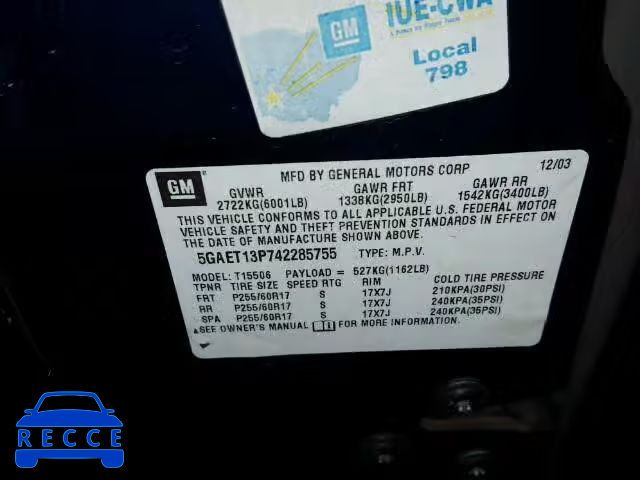 GM
IUE-CWA
Local
798
GM
MFD BY GENERAL MOTORS CORP 12/03
GVWR GAWR FRT GAWR RR
2722KG(6001LB) 1338KG(2950LB) 1542KG(3400LB)
THIS VEHICLE CONFORMS TO ALL APPLICABLE U.S. FEDERAL MOTOR
VEHICLE SAFETY AND THEFT PREVENTION STANDARDS IN EFFECT ON
THE DATE OF MANUFACTURE SHOWN ABOVE.
5GAET13P742285755 TYPE: M.P.V.
MODEL: T15506 PAYLOAD = 527KG(1162LB)
TPNR TIRE SIZE SPEED RTG RIM COLD TIRE PRESSURE
FRT P255/60R17 S 17X7J 210KPA(30PSI)
RR P255/60R17 S 17X7J 240KPA(35PSI)
SPA P255/60R17 S 17X7J 240KPA(35PSI)
SEE OWNER'S MANUAL FOR MORE INFORMATION.
RECCE